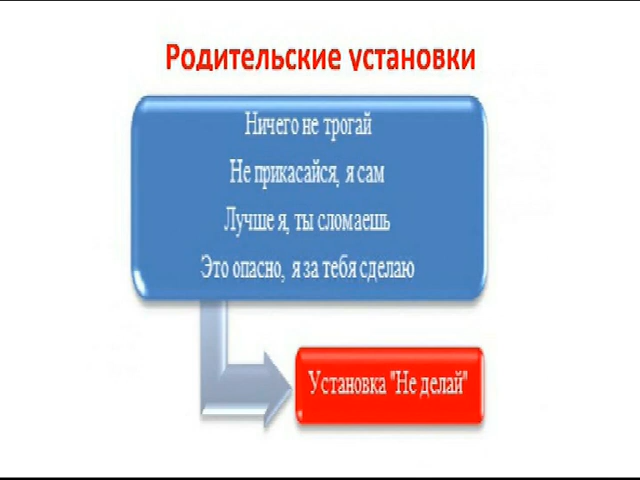 Родительские установки
Ничего не трогай
Не прикасайся, я сам
Лучше я, ты сломаешь
Это опасно, я за тебя сделаю
Установка "Не делай"